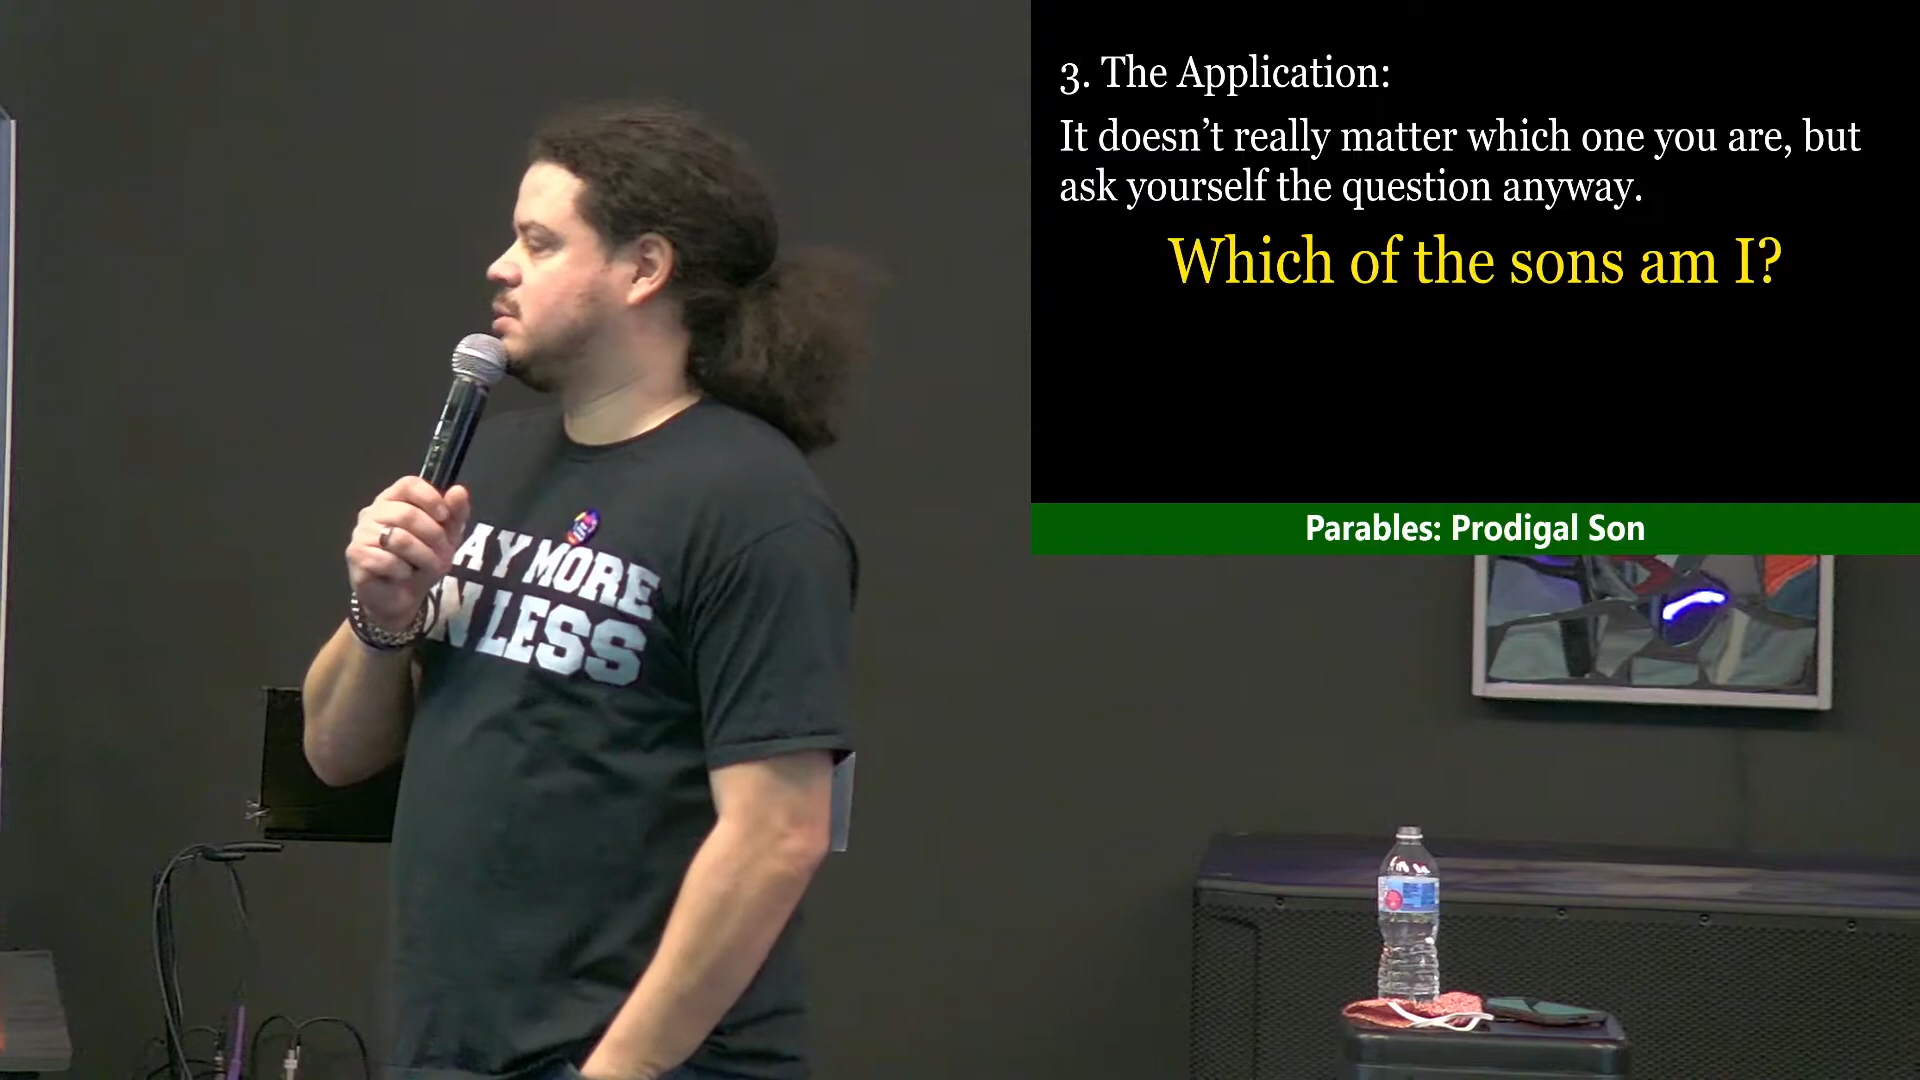 3. The Application:
It doesn’t really matter which one you are, but
ask yourself the question anyway.
Which of the sons am I?
Parables: Prodigal Son
MORE
LESS